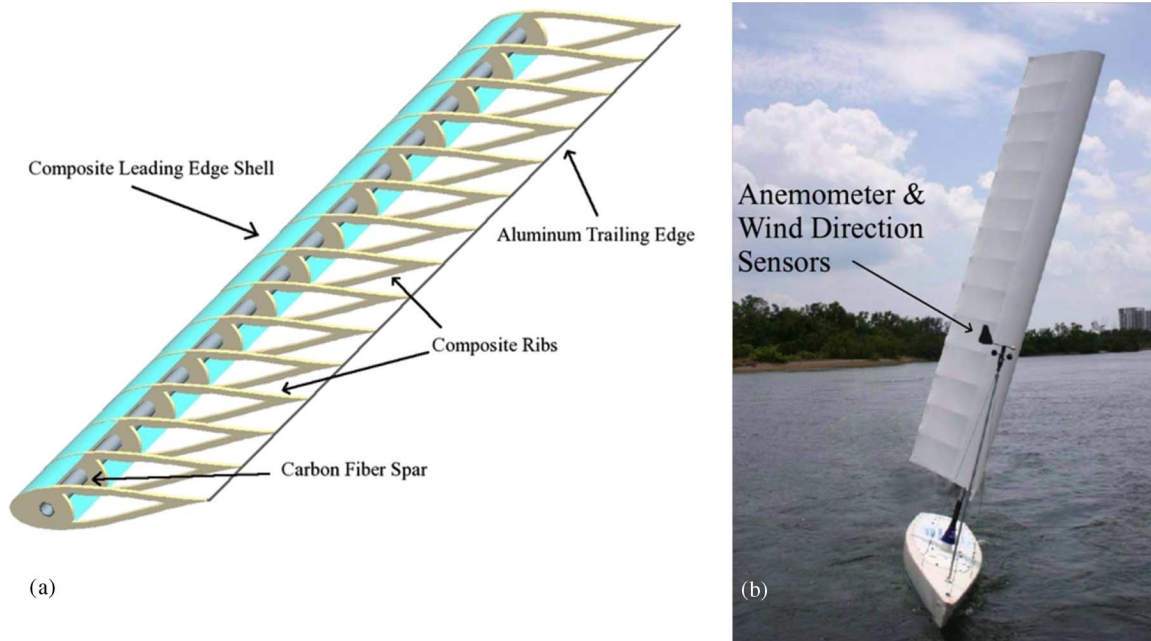 Composite Leading Edge Shell
Aluminum Trailing Edge
Composite Ribs
Carbon Fiber Spar
(a)
Anemometer &
Wind Direction
Sensors
(b)